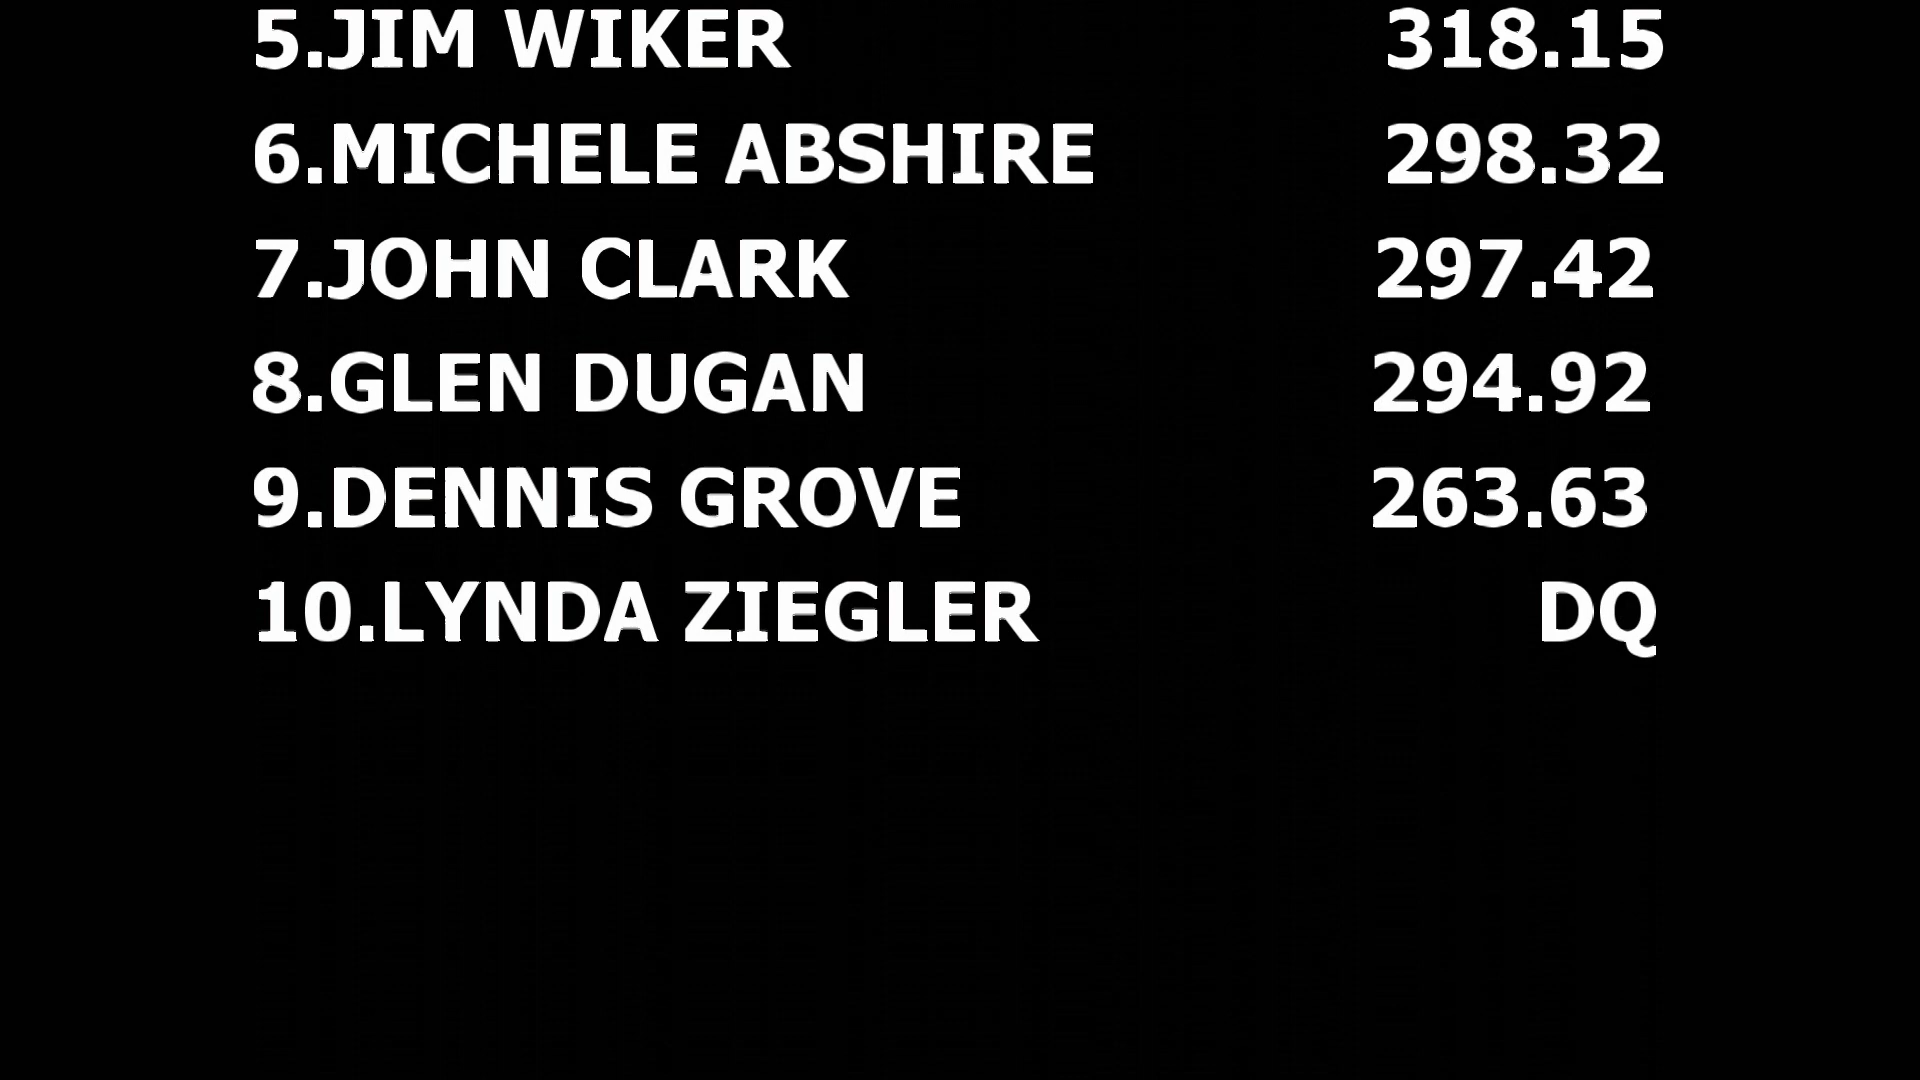 5.JIM WIKER 318.15
6.MICHELE ABSHIRE 298.32
7.JOHN CLARK 297.42
8.GLEN DUGAN 294.92
9.DENNIS GROVE 263.63
10.LYNDA ZIEGLER DQ